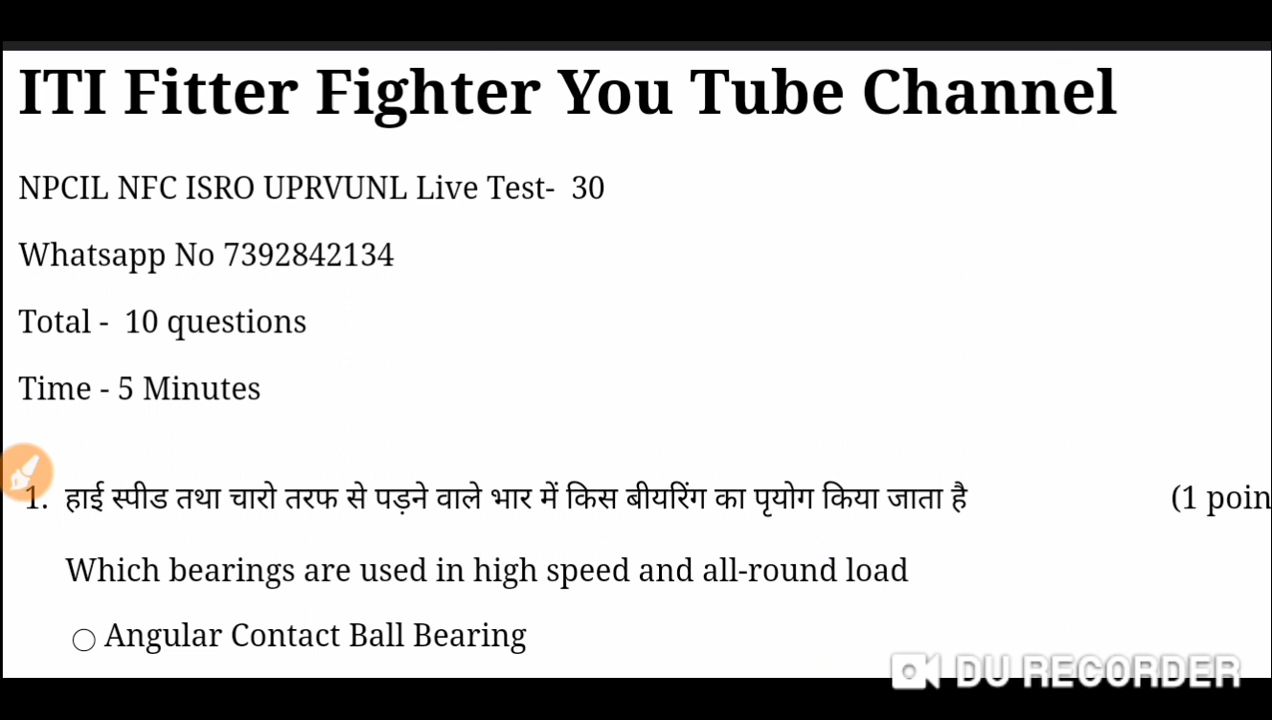 ITI Fitter Fighter You Tube Channel
NPCIL NFC ISRO UPRVUNL Live Test-  30
Whatsapp No 7392842134
Total -  10 questions
Time - 5 Minutes
1. हाई स्पीड तथा चारो तरफ से पड़ने वाले भार में किस बीयरिंग का पृयोग किया जाता है (1 poin
Which bearings are used in high speed and all-round load
Angular Contact Ball Bearing
DU RECORDER